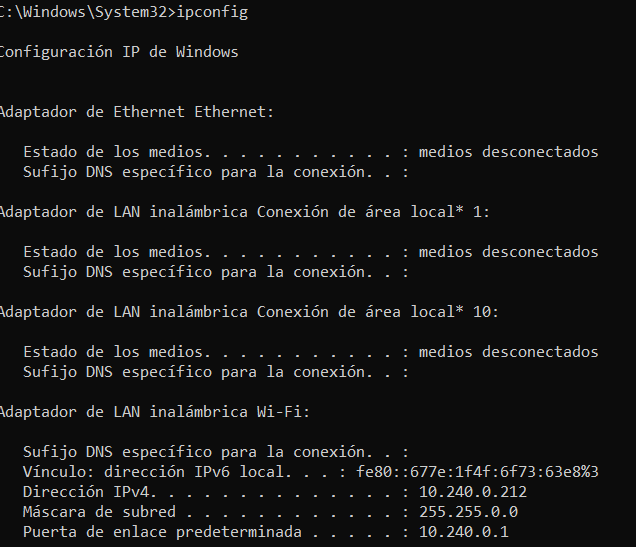 C:\Windows\System32>ipconfig
Configuración IP de Windows
Adaptador de Ethernet Ethernet:
Estado de los medios. . . . . . . . . . . : medios desconectados
Sufijo DNS específico para la conexión. . :
Adaptador de LAN inalámbrica Conexión de área local* 1:
Estado de los medios. . . . . . . . . . . : medios desconectados
Sufijo DNS específico para la conexión. . :
Adaptador de LAN inalámbrica Conexión de área local* 10:
Estado de los medios. . . . . . . . . . . : medios desconectados
Sufijo DNS específico para la conexión. . :
Adaptador de LAN inalámbrica Wi-Fi:
Sufijo DNS específico para la conexión. . :
Vínculo: dirección IPv6 local. . . : fe80::677e:1f4f:6f73:63e8%3
Dirección IPv4. . . . . . . . . . . . . . : 10.240.0.212
Máscara de subred . . . . . . . . . . . . : 255.255.0.0
Puerta de enlace predeterminada . . . . . : 10.240.0.1